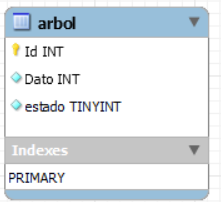 arbol
Id INT
Dato INT
estado TINYINT
Indexes
PRIMARY